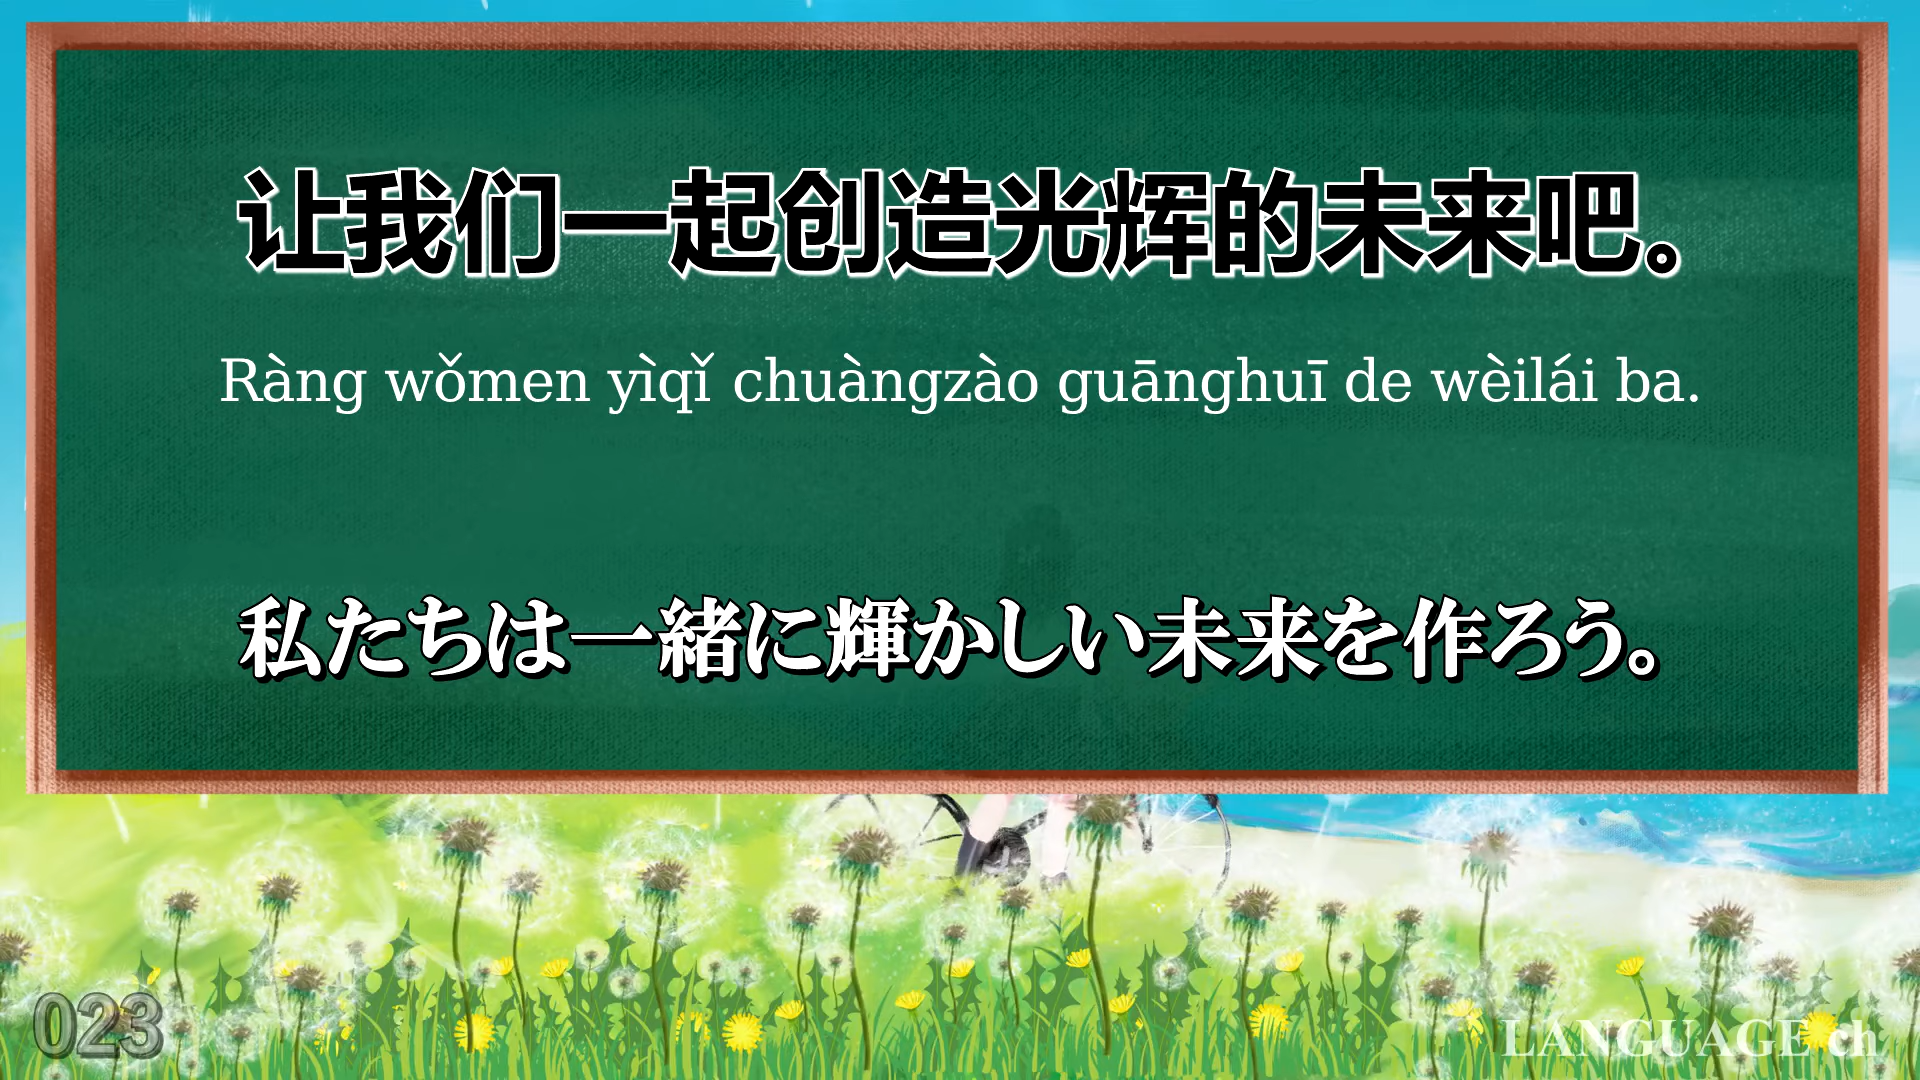 让我们一起创造光辉的未来吧。
Ràng wǒmen yìqǐ chuàngzào guānghuī de wèilái ba.
私たちは一緒に輝かしい未来を作ろう。
023
LANGUAGE ch